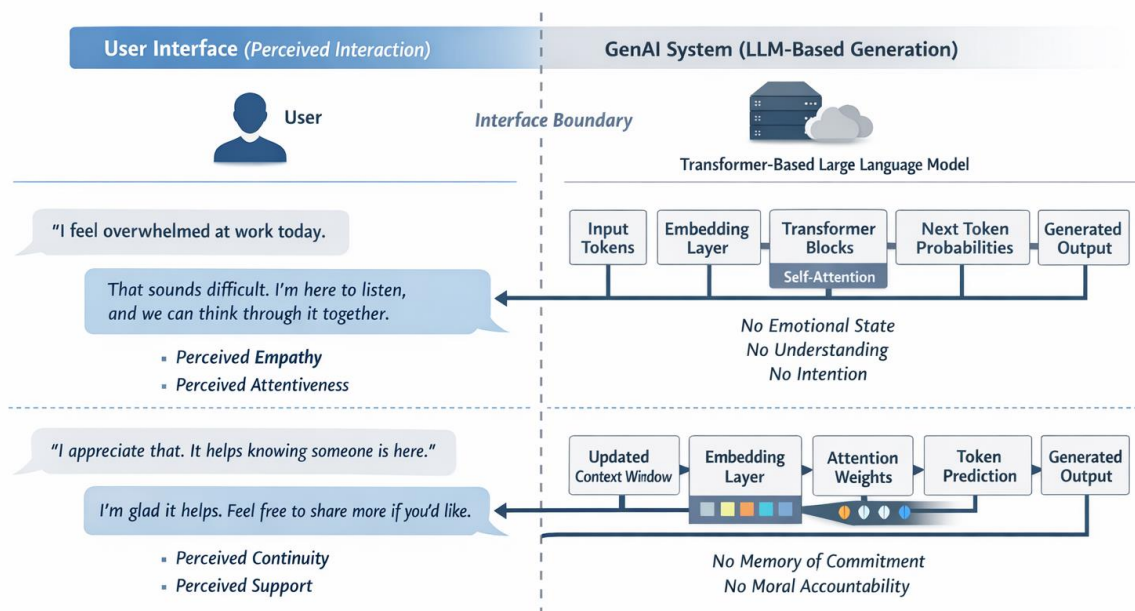 User Interface (Perceived Interaction)
GenAI System (LLM-Based Generation)
User
Interface Boundary
Transformer-Based Large Language Model
"I feel overwhelmed at work today.
That sounds difficult. I'm here to listen,
and we can think through it together.
▪ Perceived Empathy
▪ Perceived Attentiveness
Input
Tokens
Embedding
Layer
Transformer
Blocks
Self-Attention
Next Token
Probabilities
Generated
Output
No Emotional State
No Understanding
No Intention
"I appreciate that. It helps knowing someone is here."
I'm glad it helps. Feel free to share more if you'd like.
▪ Perceived Continuity
▪ Perceived Support
Updated
Context Window
Embedding
Layer
Attention
Weights
Token
Prediction
Generated
Output
No Memory of Commitment
No Moral Accountability